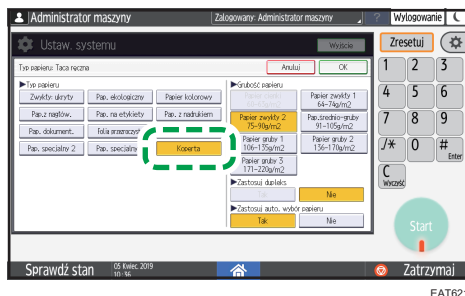 Administrator maszyny
Zalogowany: Administrator maszyny
?
Wylogowanie
Ustaw. systemu
Wyjście
Zresetuj
Typ papieru: Taca ręczna
Anuluj
OK
►Typ papieru
Zwykły: ukryty
Pap. ekologiczny
Papier kolorowy
Pap.z nagłów.
Pap. na etykiety
Pap. z nadrukiem
Pap. dokument.
Folia przezroczyst
Pap. specjalny 2
Pap. specjalny
Koperta
►Grubość papieru
Papier zwykły 1
64-74g/m2
Papier zwykły 2
75-90g/m2
Pap.średnio-gruby
91-105g/m2
Papier gruby 1
106-135g/m2
Papier gruby 2
136-170g/m2
Papier gruby 3
171-220g/m2
►Zastosuj dupleks
Nie
►Zastosuj auto. wybór papieru
Tak
Nie
1 2 3
4 5 6
7 8 9
./* 0 #
Enter
C
Wyczyść
Start
Sprawdź stan
05 Kwiec. 2019
10:56
Zatrzymaj